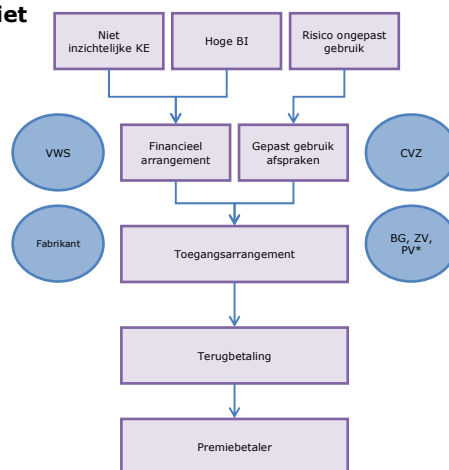 iet
Niet
inzichtelijke KE
Hoge BI
Risico ongepast
gebruik
VWS
Financieel
arrangement
Gepast gebruik
afspraken
CVZ
Fabrikant
Toegangsarrangement
BG, ZV,
PV*
Terugbetaling
Premiebetaler